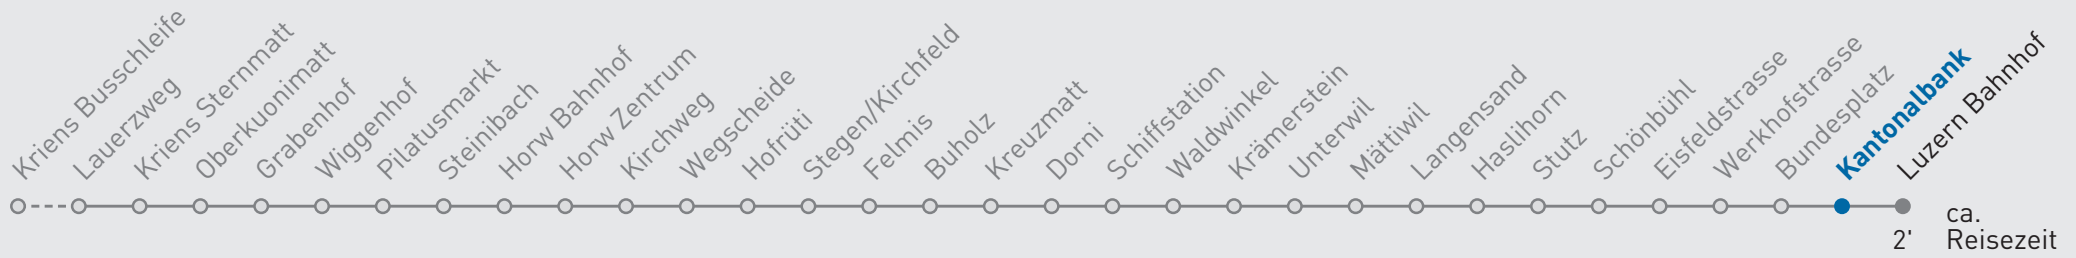 Kriens Busschleife
Lauerzweg
Kriens Sternmatt
Oberkuonimatt
Grabenhof
Wiggenhof
Pilatusmarkt
Steinibach
Horw Bahnhof
Horw Zentrum
Kirchweg
Wegscheide
Hofrüti
Stegen/Kirchfeld
Felmis
Buholz
Kreuzmatt
Dorni
Schiffstation
Waldwinkel
Krämerstein
Unterwil
Mättiwil
Langensand
Haslihorn
Stutz
Schönbühl
Eisfeldstrasse
Werkhofstrasse
Bundesplatz
Kantonalbank
Luzern Bahnhof
ca.
2' Reisezeit